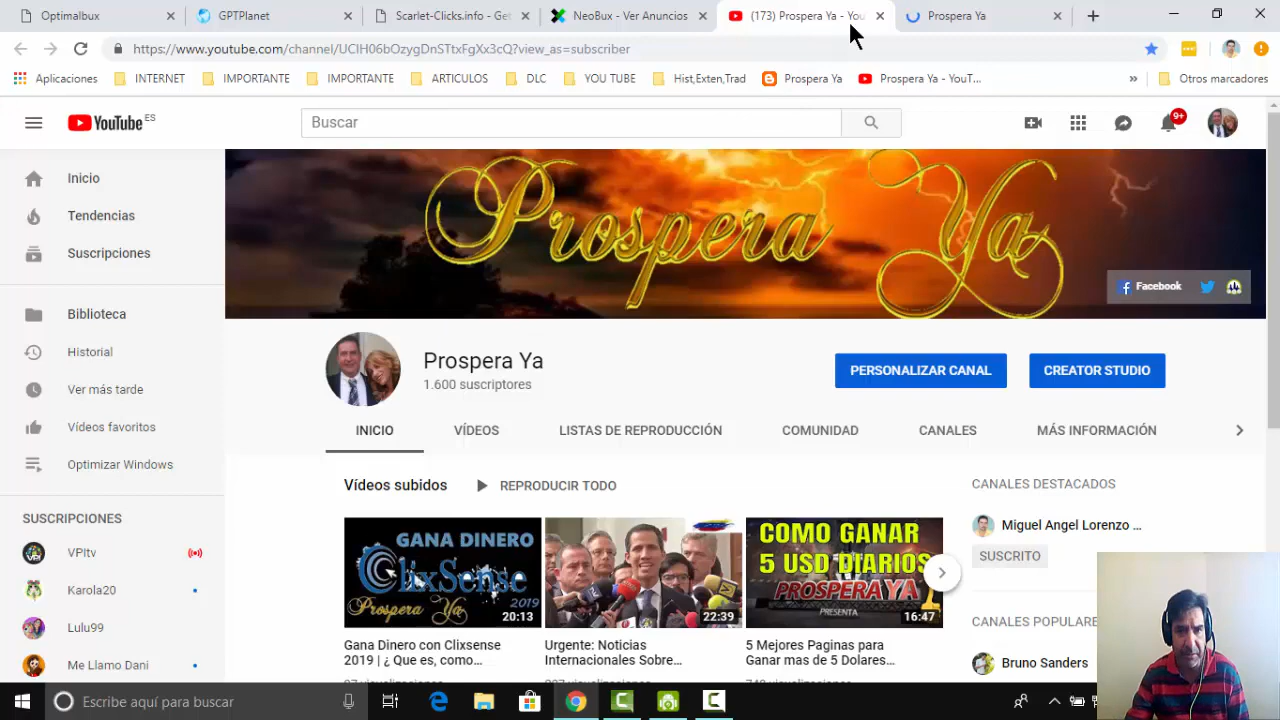 Optimalbux
GPTPlanet
Scarlet-Clicks.info - Get
NeoBux - Ver Anuncios
(173) Prospera Ya - You
Prospera Ya
https://www.youtube.com/channel/UCIH06bOzygDnSTtxFgXx3cQ?view_as=subscriber
Aplicaciones
INTERNET
IMPORTANTE
IMPORTANTE
ARTICULOS
DLC
YOU TUBE
Hist,Exten,Trad
Prospera Ya
Prospera Ya - YouT...
»
Otros marcadores
YouTube ES
Buscar
9+
Inicio
Tendencias
Suscripciones
Biblioteca
Historial
Ver más tarde
Vídeos favoritos
Optimizar Windows
SUSCRIPCIONES
VPItv
Karola20
Lulu99
Me Llamo Dani
Prospera Ya
Facebook
Prospera Ya
1.600 suscriptores
PERSONALIZAR CANAL
CREATOR STUDIO
INICIO
VÍDEOS
LISTAS DE REPRODUCCIÓN
COMUNIDAD
CANALES
MÁS INFORMACIÓN
Vídeos subidos
REPRODUCIR TODO
GANA DINERO
ClixSense
Prospera Ya
2019
20:13
Gana Dinero con Clixsense
2019 | ¿ Que es, como...
22:39
Urgente: Noticias
Internacionales Sobre...
COMO GANAR
5 USD DIARIOS
PROSPERA YA
PRESENTA
16:47
5 Mejores Paginas para
Ganar mas de 5 Dolares...
CANALES DESTACADOS
Miguel Angel Lorenzo ...
SUSCRITO
CANALES POPULARE
Bruno Sanders
Escribe aquí para buscar